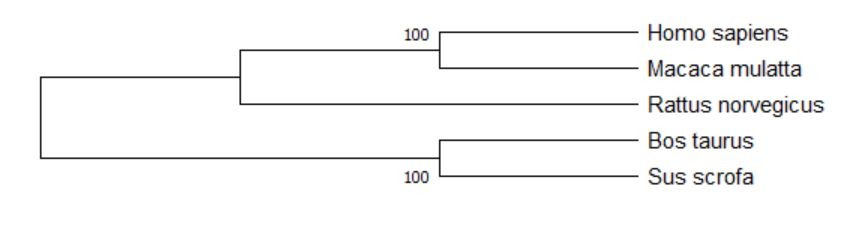 100
Homo sapiens
Macaca mulatta
Rattus norvegicus
Bos taurus
100
Sus scrofa